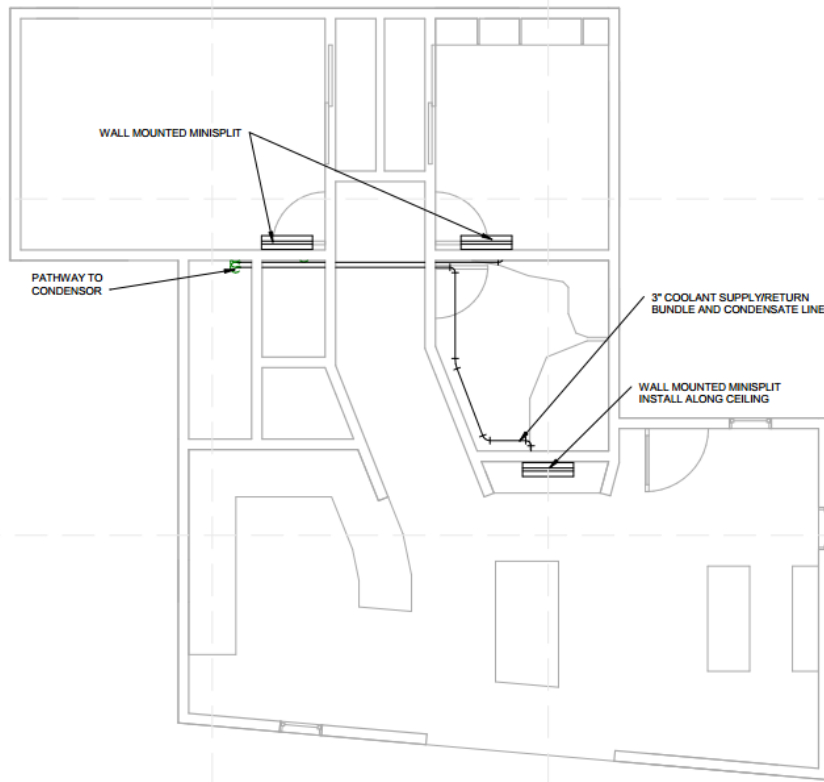 WALL MOUNTED MINISPLIT
PATHWAY TO
CONDENSOR
3" COOLANT SUPPLY/RETURN
BUNDLE AND CONDENSATE LINE
WALL MOUNTED MINISPLIT
INSTALL ALONG CEILING